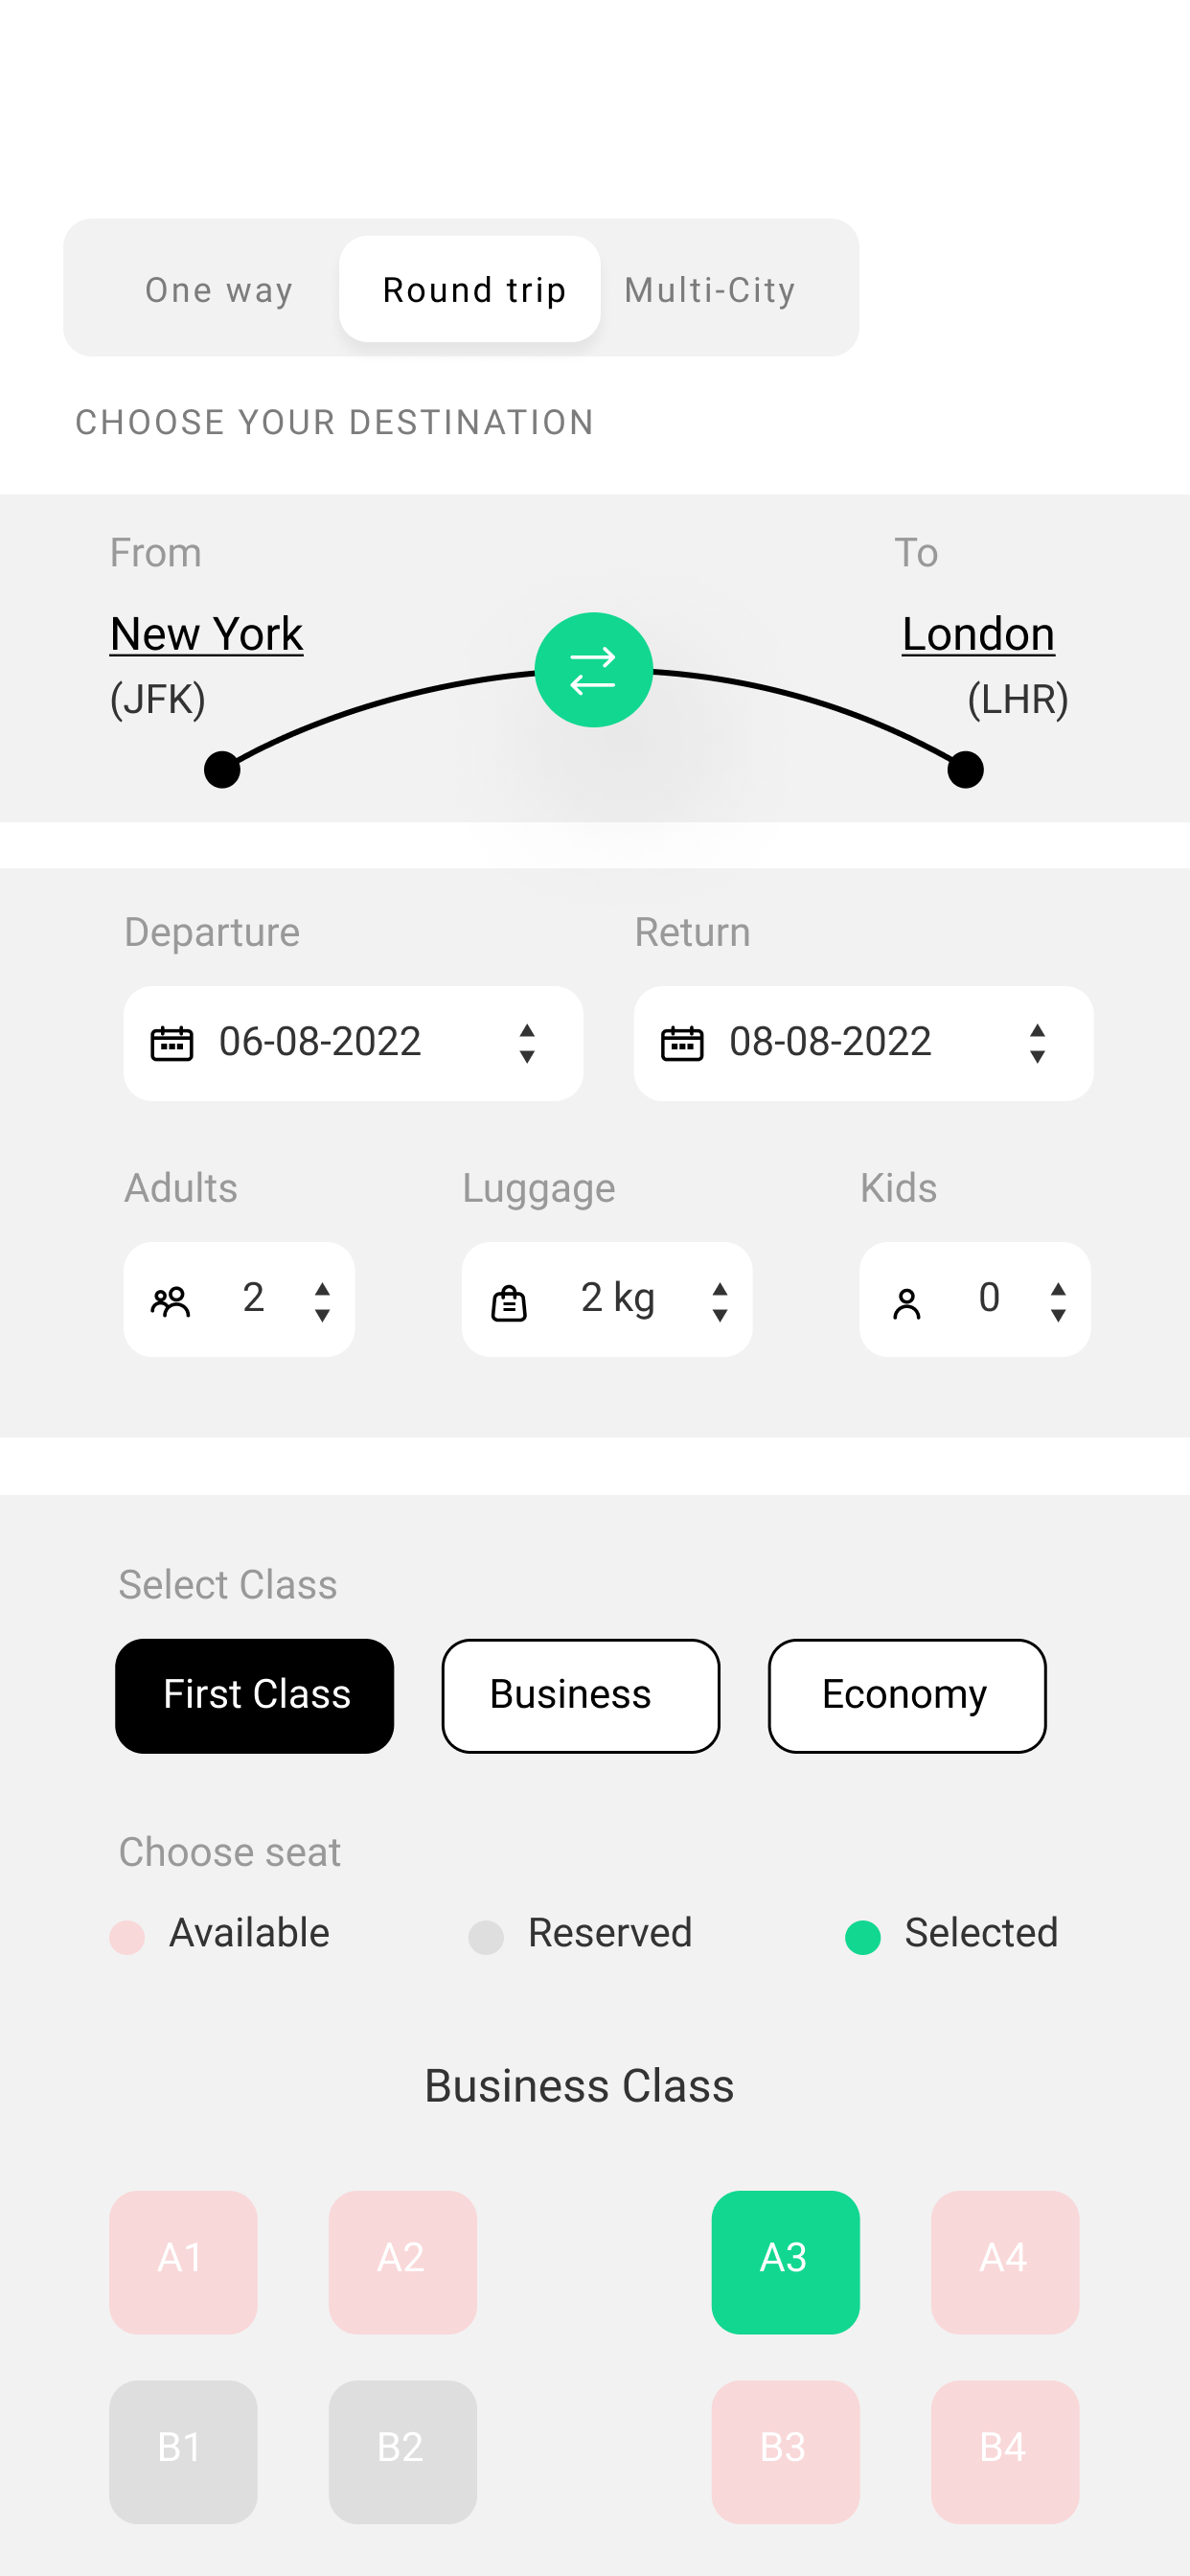 One way Round trip Multi-City
CHOOSE YOUR DESTINATION
From To
New York London
(JFK) (LHR)
Departure Return
06-08-2022 08-08-2022
Adults Luggage Kids
2 2 kg 0
Select Class
First Class Business Economy
Choose seat
Available Reserved Selected
Business Class
A1 A2 A3 A4
B1 B2 B3 B4